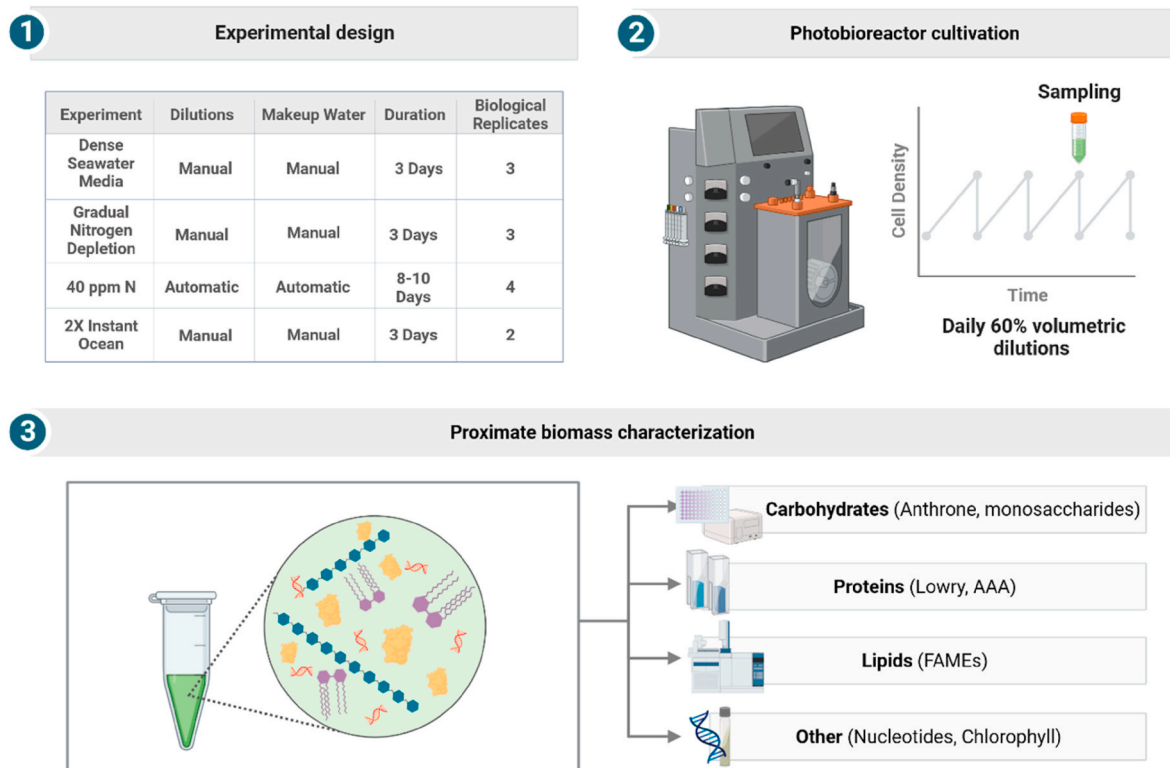 1
Experimental design
Experiment Dilutions Makeup Water Duration Biological Replicates
Dense Seawater Media Manual Manual 3 Days 3
Gradual Nitrogen Depletion Manual Manual 3 Days 3
40 ppm N Automatic Automatic 8-10 Days 4
2X Instant Ocean Manual Manual 3 Days 2
2
Photobioreactor cultivation
Sampling
Cell Density
Time
Daily 60% volumetric
dilutions
3
Proximate biomass characterization
Carbohydrates (Anthrone, monosaccharides)
Proteins (Lowry, AAA)
Lipids (FAMEs)
Other (Nucleotides, Chlorophyll)